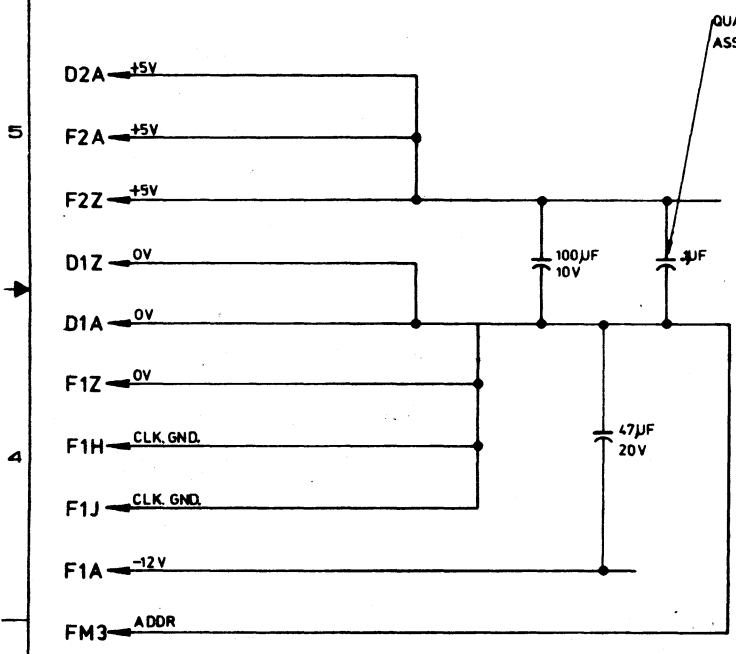 QUA
ASS
D2A +5V
5
F2A +5V
F2Z +5V
D1Z 0V
100µF
10V
.1µF
D1A 0V
F1Z 0V
47µF
20V
F1H CLK. GND.
4
F1J CLK. GND.
F1A -12V
FM3 ADDR